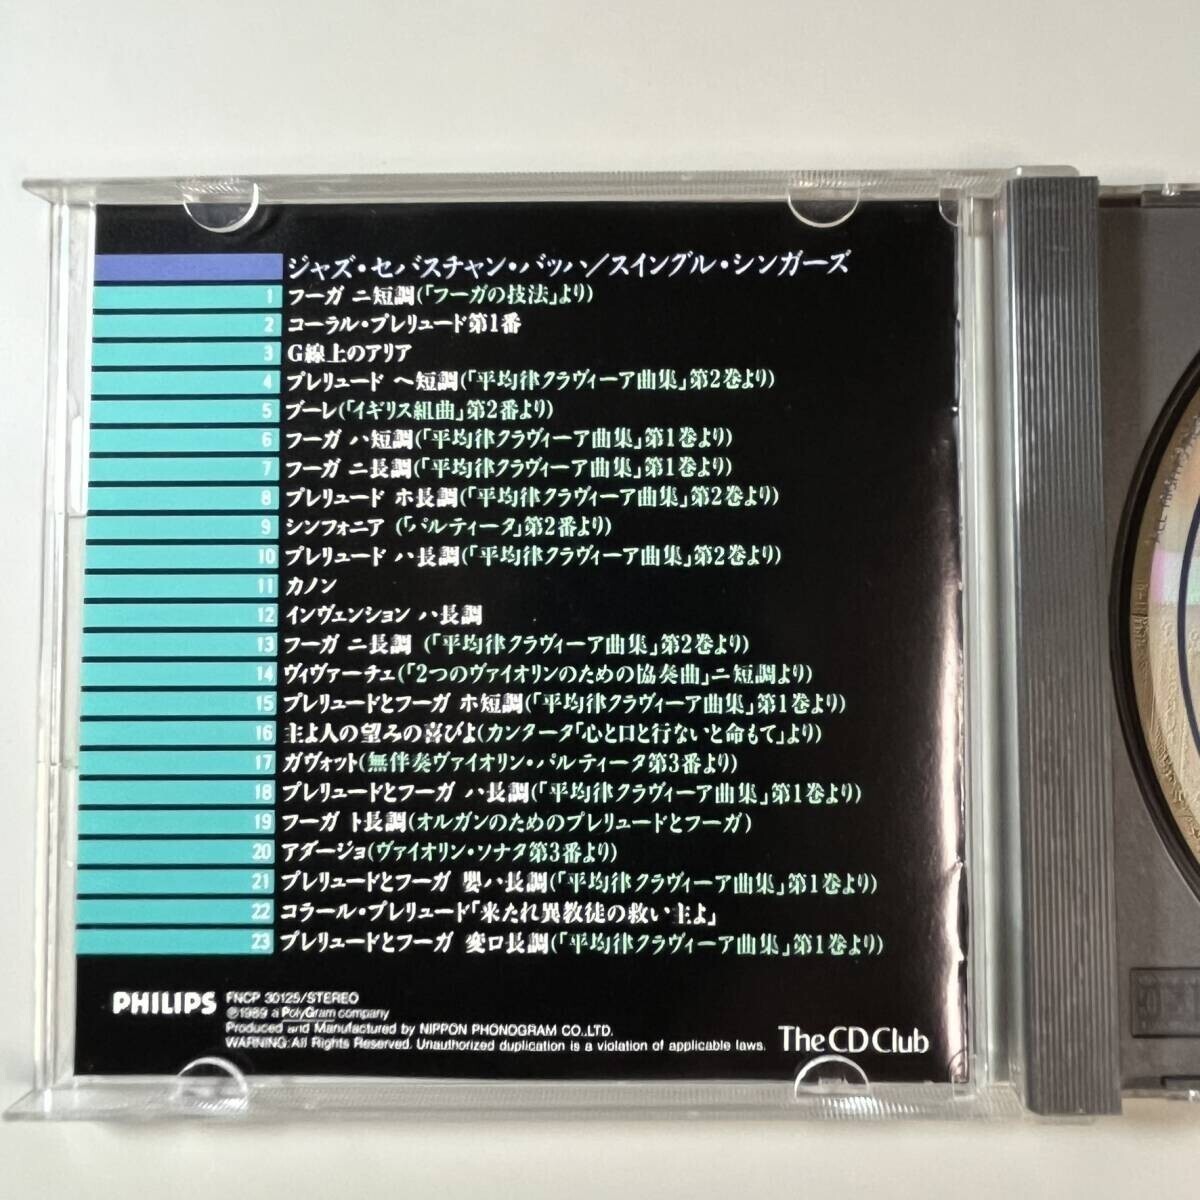 ジャズ・セバスチャン・バッハ／スイングル・シンガーズ
1 フーガ ニ短調(「フーガの技法」より)
2 コーラル・プレリュード第1番
3 G線上のアリア
4 プレリュード ヘ短調(「平均律クラヴィーア曲集」第2巻より)
5 ブーレ(「イギリス組曲」第2番より)
6 フーガ ハ短調(「平均律クラヴィーア曲集」第1巻より)
7 フーガ ニ長調(「平均律クラヴィーア曲集」第1巻より)
8 プレリュード ホ長調(「平均律クラヴィーア曲集」第2巻より)
9 シンフォニア (「パルティータ」第2番より)
10 プレリュード ハ長調(「平均律クラヴィーア曲集」第2巻より)
11 カノン
12 インヴェンション ハ長調
13 フーガ ニ長調 (「平均律クラヴィーア曲集」第2巻より)
14 ヴィヴァーチェ(「2つのヴァイオリンのための協奏曲」ニ短調より)
15 プレリュードとフーガ ホ短調(「平均律クラヴィーア曲集」第1巻より)
16 主よ人の望みの喜びよ(カンタータ「心と口と行ないと命もて」より)
17 ガヴォット(無伴奏ヴァイオリン・パルティータ第3番より)
18 プレリュードとフーガ ハ長調(「平均律クラヴィーア曲集」第1巻より)
19 フーガ ト長調(オルガンのためのプレリュードとフーガ)
20 アダージョ(ヴァイオリン・ソナタ第3番より)
21 プレリュードとフーガ 嬰ハ長調(「平均律クラヴィーア曲集」第1巻より)
22 コラール・プレリュード「来たれ異教徒の救い主よ」
23 プレリュードとフーガ 変ロ長調(「平均律クラヴィーア曲集」第1巻より)
PHILIPS
FNCP 30125/STEREO
℗1989 a PolyGram company
Produced and Manufactured by NIPPON PHONOGRAM CO.,LTD.
WARNING:All Rights Reserved. Unauthorized duplication is a violation of applicable laws.
The CD Club